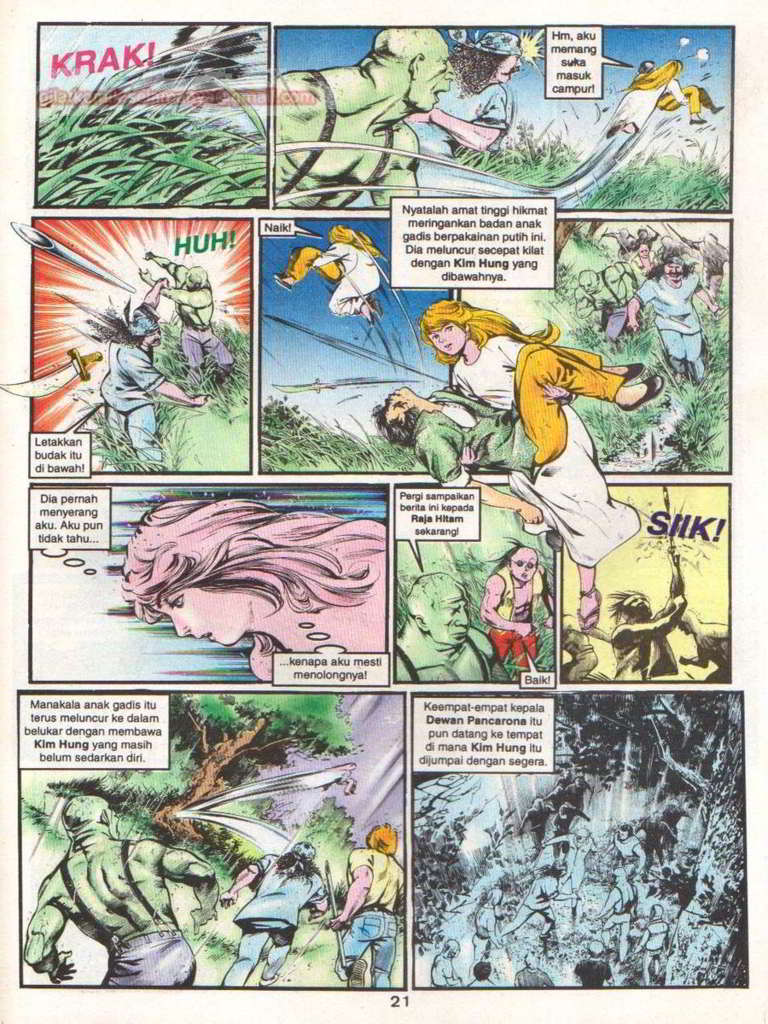 KRAK!
Hm, aku
memang
suka
masuk
campur!
HUH!
Letakkan
budak itu
di bawah!
Naik!
Nyatalah amat tinggi hikmat
meringankan badan anak
gadis berpakainan putih ini.
Dia meluncur secepat kilat
dengan Kim Hung yang
dibawahnya.
Dia pernah
menyerang
aku. Aku pun
tidak tahu...
...kenapa aku mesti
menolongnya!
Pergi sampaikan
berita ini kepada
Raja Hitam
sekarang!
Baik!
SIIK!
Manakala anak gadis itu
terus meluncur ke dalam
belukar dengan membawa
Kim Hung yang masih
belum sedarkan diri.
Keempat-empat kepala
Dewan Pancarona itu
pun datang ke tempat
di mana Kim Hung itu
dijumpai dengan segera.
21